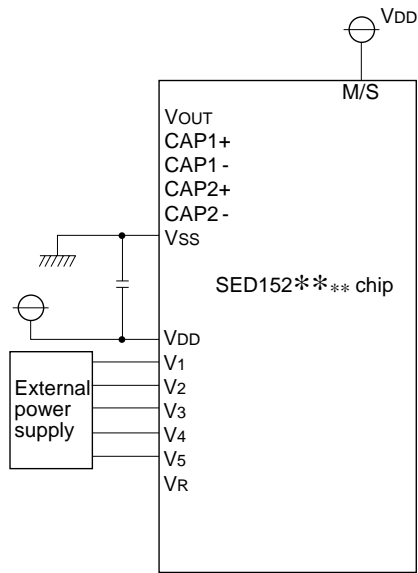 VDD
M/S
VOUT
CAP1+
CAP1-
CAP2+
CAP2-
VSS
SED152**** chip
VDD
V1
External
power
supply
V2
V3
V4
V5
VR